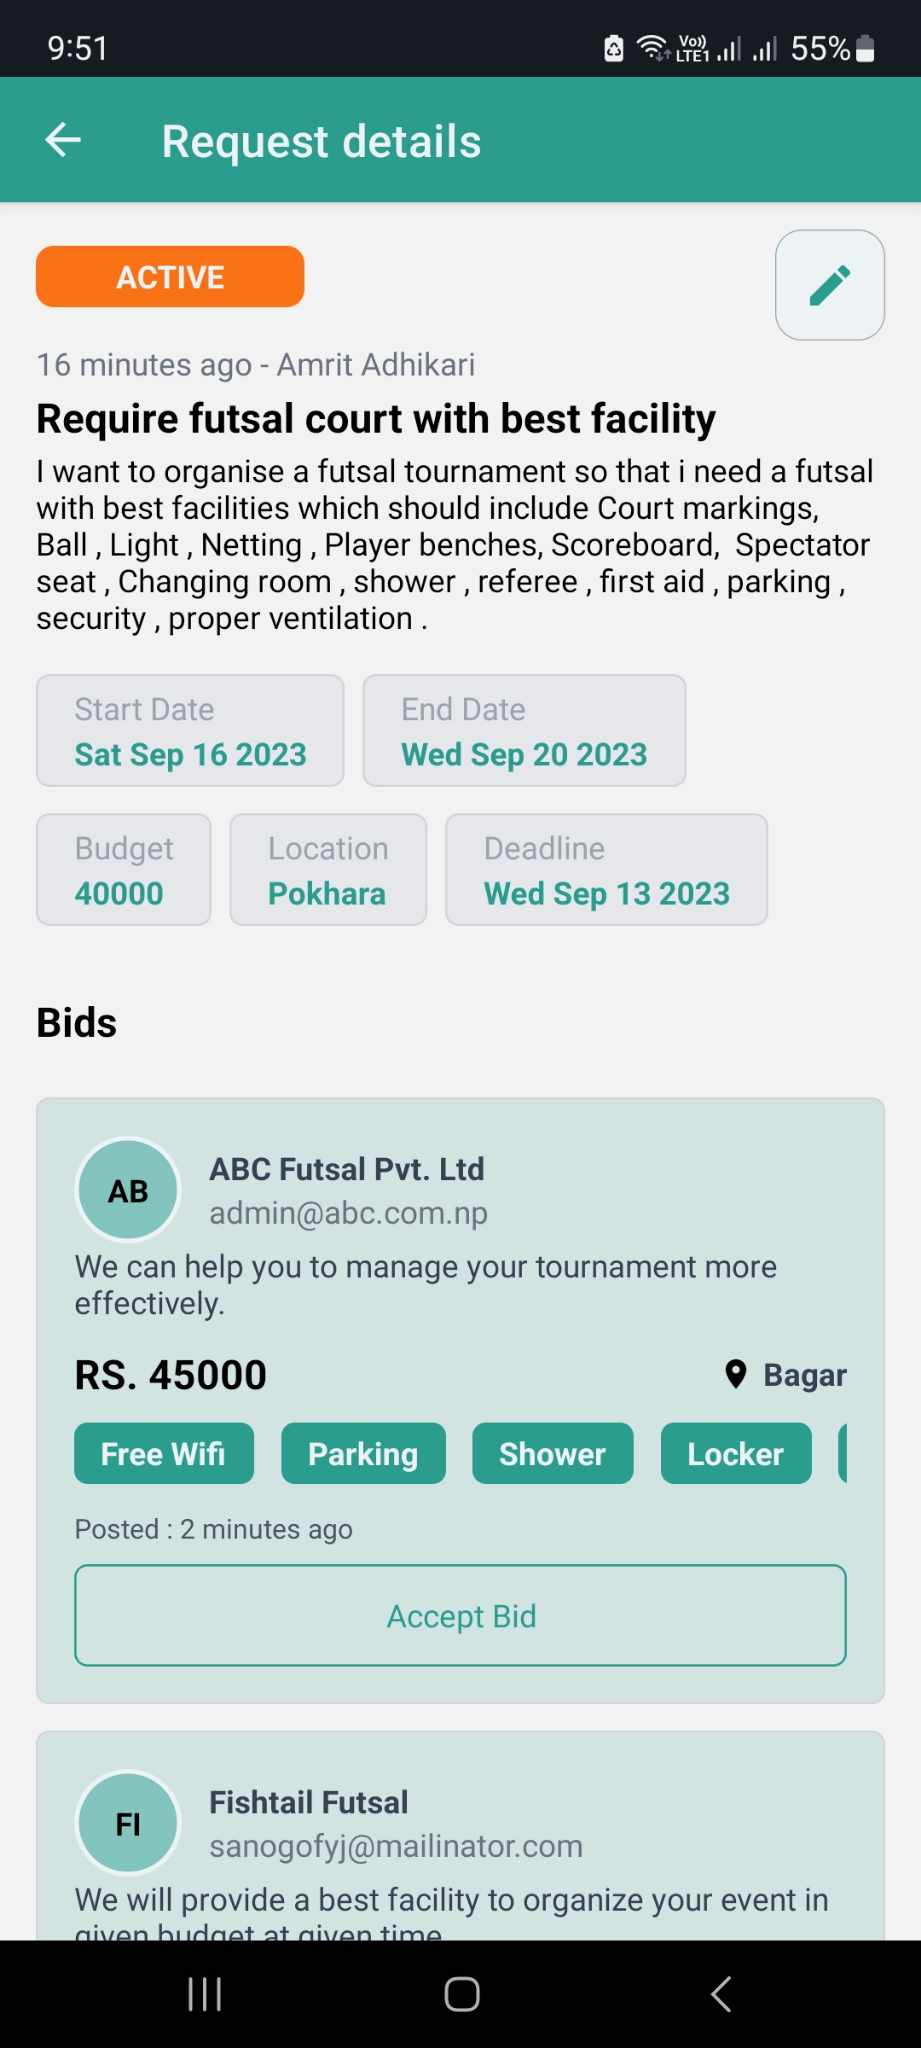 9:51
Vo))
LTE1
55%
Request details
ACTIVE
16 minutes ago - Amrit Adhikari
Require futsal court with best facility
I want to organise a futsal tournament so that i need a futsal
with best facilities which should include Court markings,
Ball , Light , Netting , Player benches, Scoreboard,  Spectator
seat , Changing room , shower , referee , first aid , parking ,
security , proper ventilation .
Start Date
Sat Sep 16 2023
End Date
Wed Sep 20 2023
Budget
40000
Location
Pokhara
Deadline
Wed Sep 13 2023
Bids
AB
ABC Futsal Pvt. Ltd
admin@abc.com.np
We can help you to manage your tournament more
effectively.
RS. 45000
Bagar
Free Wifi
Parking
Shower
Locker
Posted : 2 minutes ago
Accept Bid
FI
Fishtail Futsal
sanogofyj@mailinator.com
We will provide a best facility to organize your event in
given budget at given time